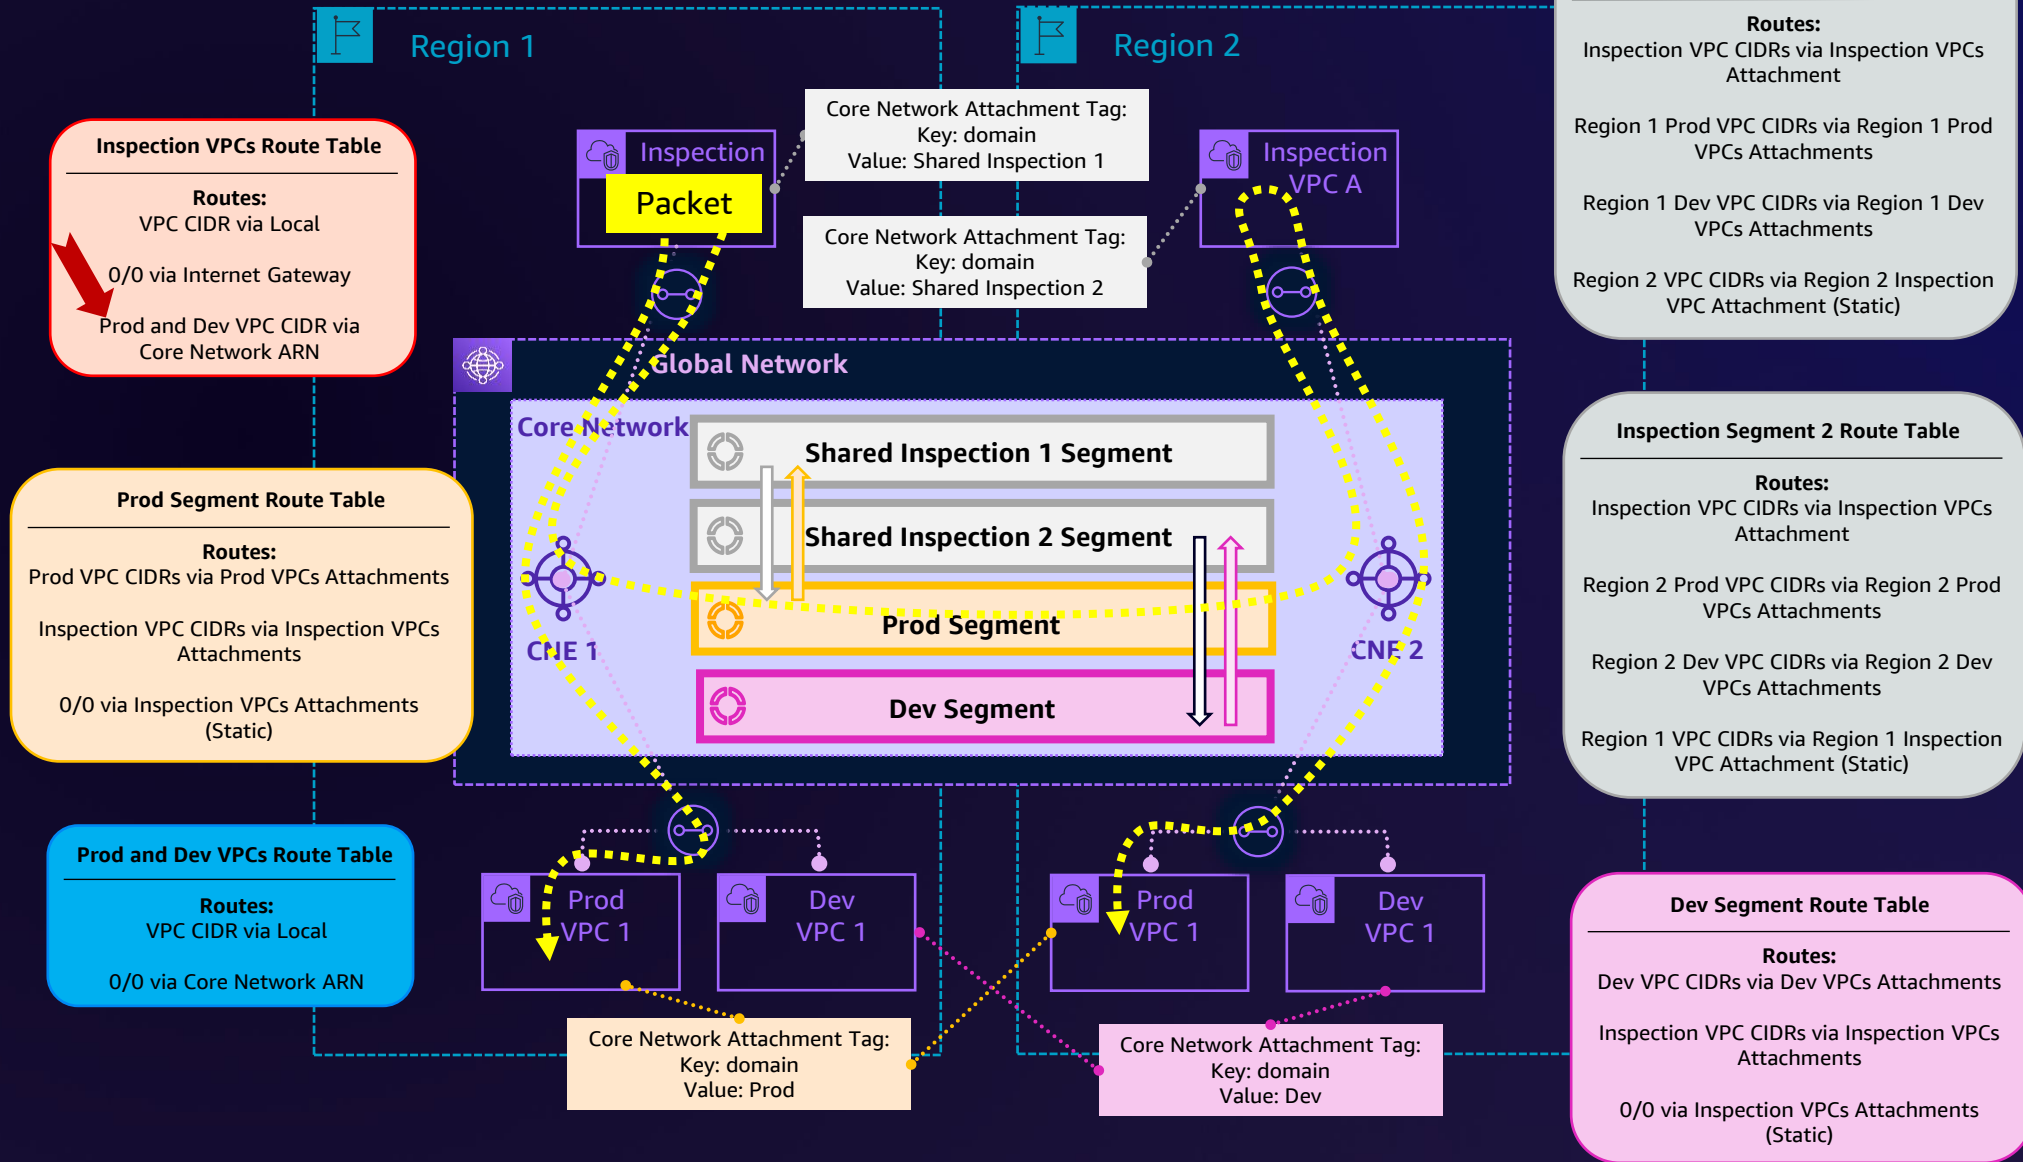 Region 1
Region 2
Inspection VPCs Route Table
Routes:
VPC CIDR via Local
0/0 via Internet Gateway
Prod and Dev VPC CIDR via
Core Network ARN
Prod Segment Route Table
Routes:
Prod VPC CIDRs via Prod VPCs Attachments
Inspection VPC CIDRs via Inspection VPCs
Attachments
0/0 via Inspection VPCs Attachments
(Static)
Prod and Dev VPCs Route Table
Routes:
VPC CIDR via Local
0/0 via Core Network ARN
Inspection
Packet
Core Network Attachment Tag:
Key: domain
Value: Shared Inspection 1
Core Network Attachment Tag:
Key: domain
Value: Shared Inspection 2
Inspection
VPC A
Global Network
Core Network
Shared Inspection 1 Segment
Shared Inspection 2 Segment
Prod Segment
Dev Segment
CNE 1
CNE 2
Prod
VPC 1
Dev
VPC 1
Prod
VPC 1
Dev
VPC 1
Core Network Attachment Tag:
Key: domain
Value: Prod
Core Network Attachment Tag:
Key: domain
Value: Dev
Routes:
Inspection VPC CIDRs via Inspection VPCs
Attachment
Region 1 Prod VPC CIDRs via Region 1 Prod
VPCs Attachments
Region 1 Dev VPC CIDRs via Region 1 Dev
VPCs Attachments
Region 2 VPC CIDRs via Region 2 Inspection
VPC Attachment (Static)
Inspection Segment 2 Route Table
Routes:
Inspection VPC CIDRs via Inspection VPCs
Attachment
Region 2 Prod VPC CIDRs via Region 2 Prod
VPCs Attachments
Region 2 Dev VPC CIDRs via Region 2 Dev
VPCs Attachments
Region 1 VPC CIDRs via Region 1 Inspection
VPC Attachment (Static)
Dev Segment Route Table
Routes:
Dev VPC CIDRs via Dev VPCs Attachments
Inspection VPC CIDRs via Inspection VPCs
Attachments
0/0 via Inspection VPCs Attachments
(Static)